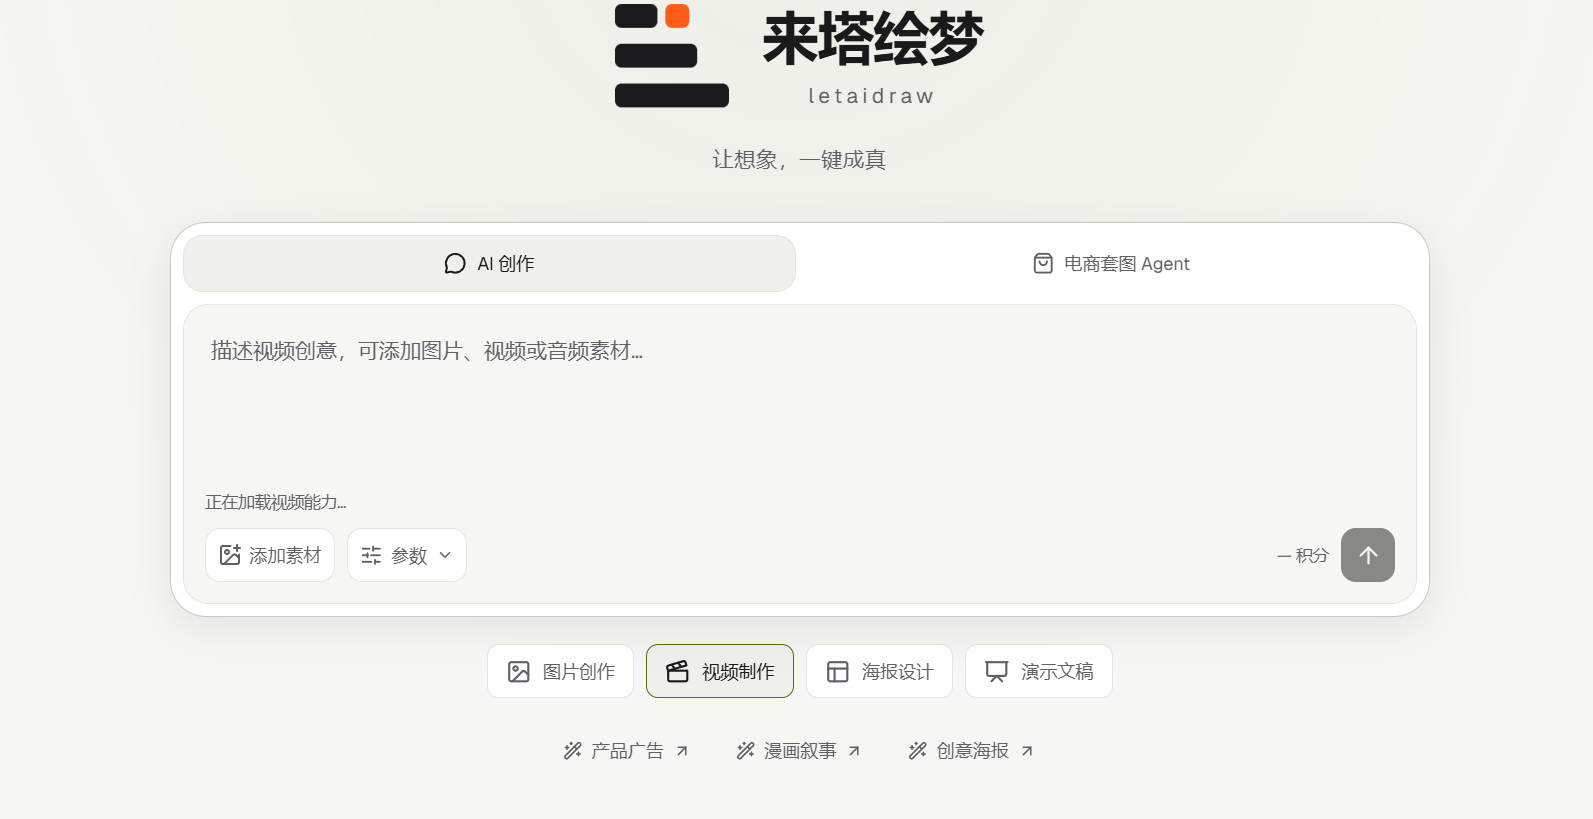 来塔绘梦
letaidraw
让想象，一键成真
AI 创作
电商套图 Agent
描述视频创意，可添加图片、视频或音频素材...
正在加载视频能力...
添加素材
参数
— 积分
图片创作
视频制作
海报设计
演示文稿
产品广告
漫画叙事
创意海报